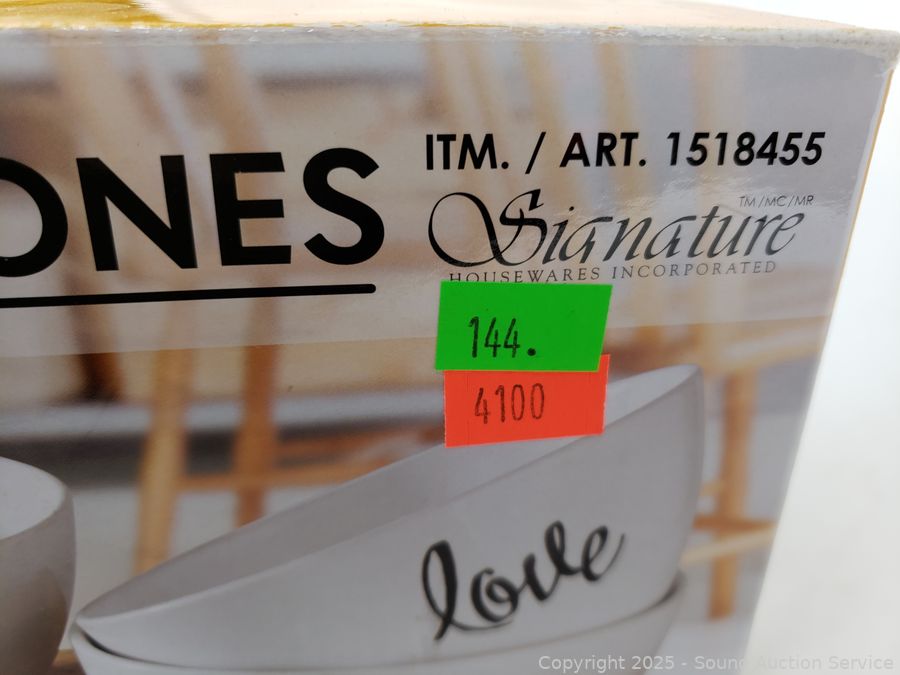 ONES
ITM. / ART. 1518455
Signature
TM/MC/MR
HOUSEWARES INCORPORATED
144.
4100
love
Copyright 2025 - Sound Auction Service